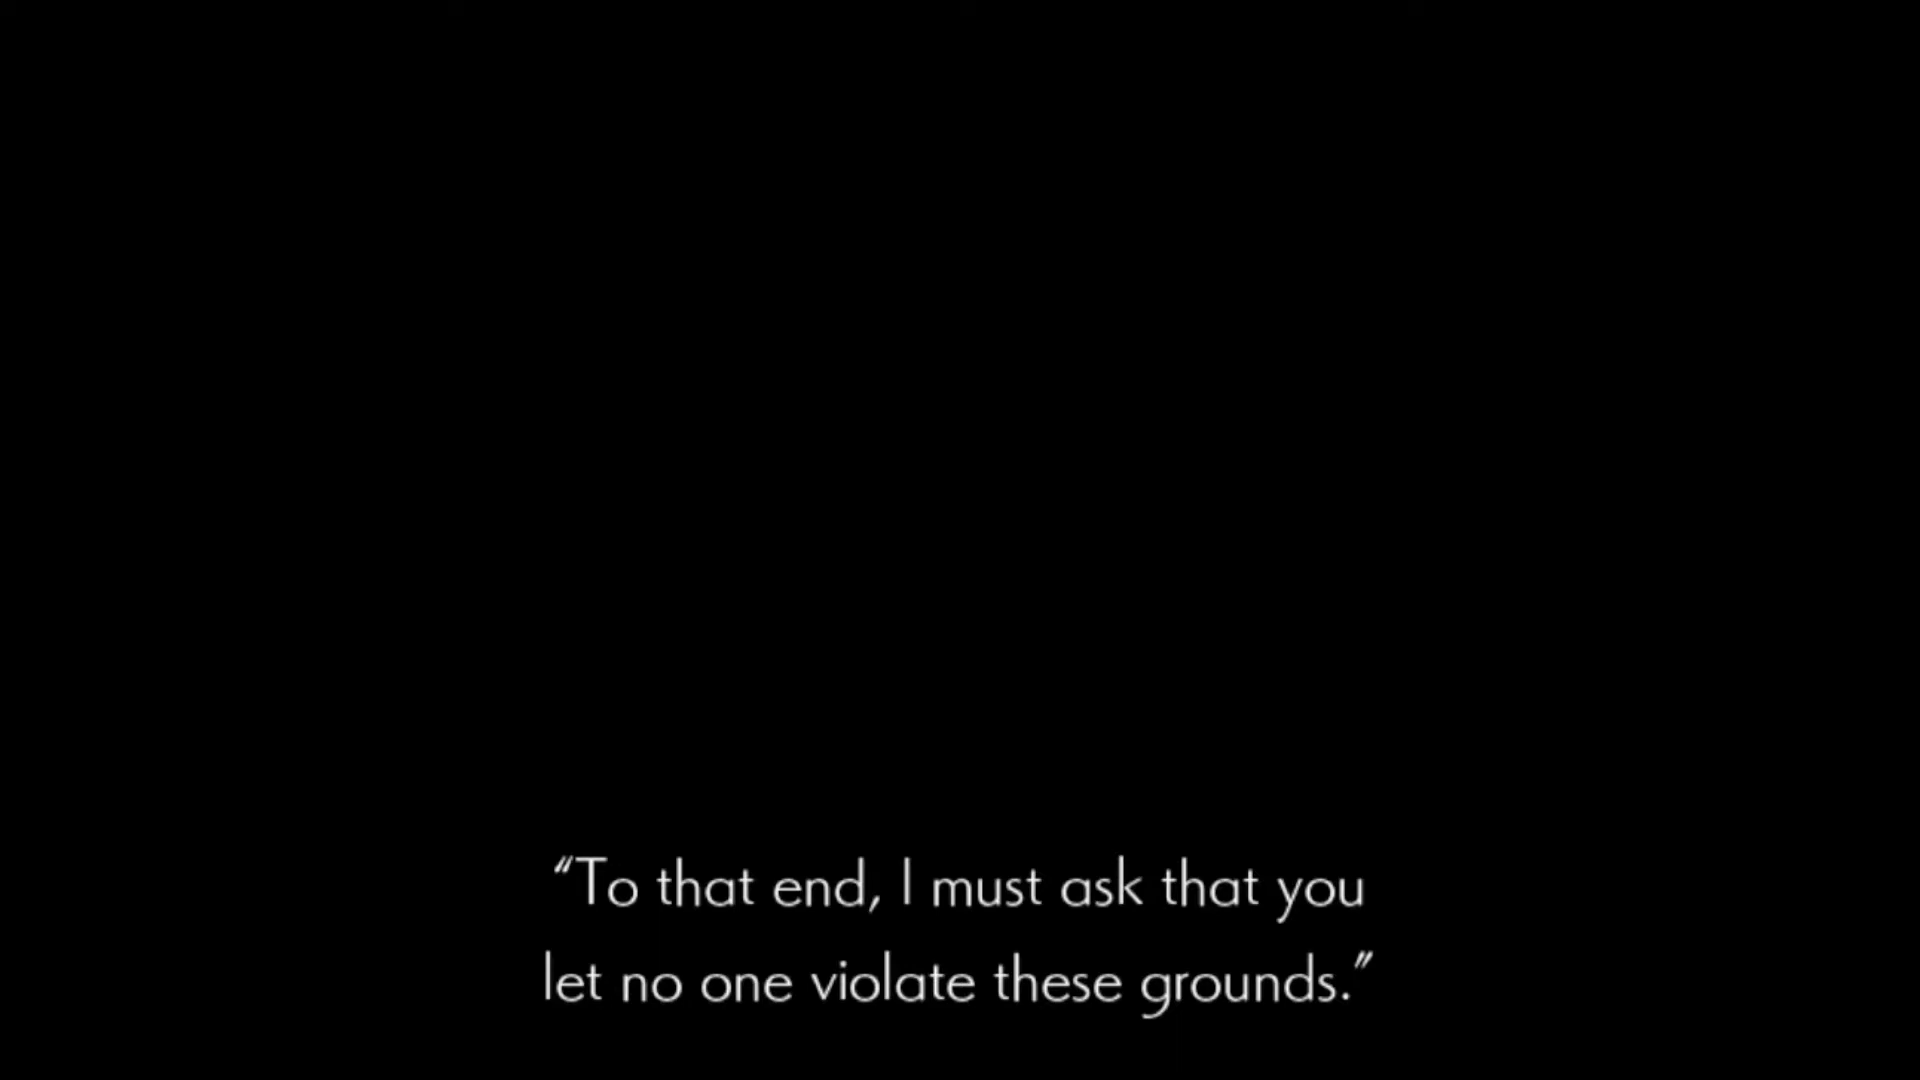 “To that end, I must ask that you
let no one violate these grounds.”